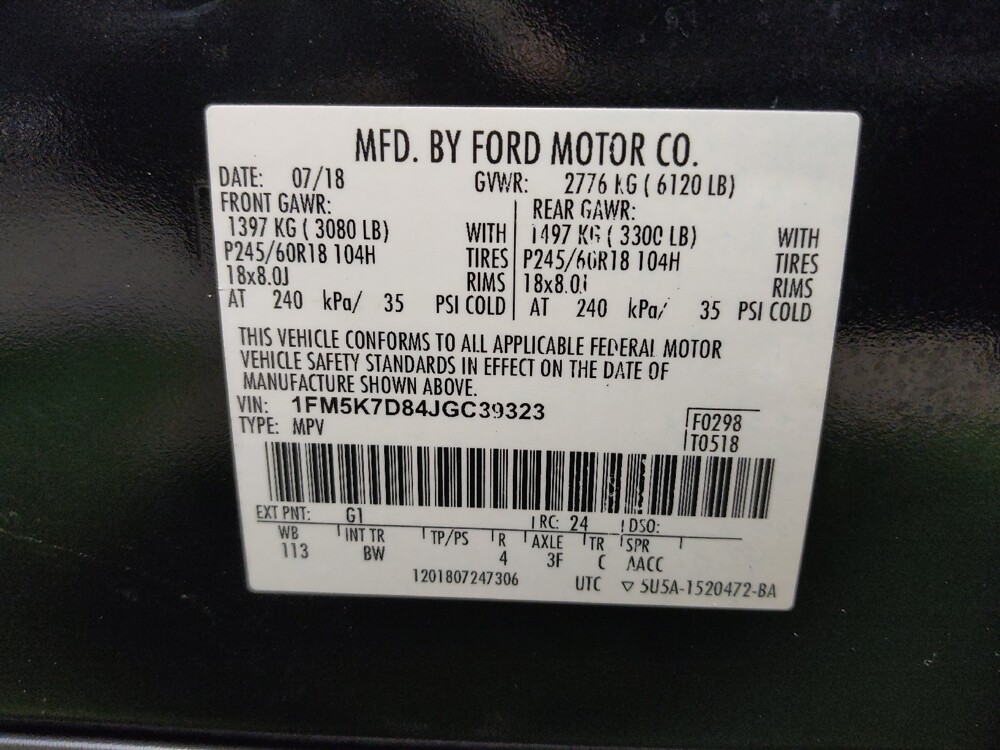 MFD. BY FORD MOTOR CO.
DATE: 07/18 GVWR: 2776 KG ( 6120 LB)
FRONT GAWR: REAR GAWR:
1397 KG ( 3080 LB) WITH 1497 KG ( 3300 LB) WITH
P245/60R18 104H TIRES P245/60R18 104H TIRES
18x8.0J RIMS 18x8.0J RIMS
AT 240 kPa/ 35 PSI COLD AT 240 kPa/ 35 PSI COLD
THIS VEHICLE CONFORMS TO ALL APPLICABLE FEDERAL MOTOR
VEHICLE SAFETY STANDARDS IN EFFECT ON THE DATE OF
MANUFACTURE SHOWN ABOVE.
VIN: 1FM5K7D84JGC39323
TYPE: MPV
F0298
T0518
EXT PNT: G1 RC: 24 DSO:
WB INT TR TP/PS R AXLE TR SPR
113 BW 4 3F C AACC
1201807247306 UTC ▽ 5U5A-1520472-BA